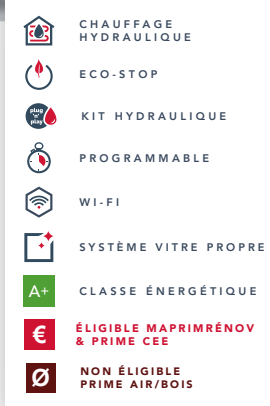 CHAUFFAGE
HYDRAULIQUE
ECO-STOP
plug
'n'
play
KIT HYDRAULIQUE
PROGRAMMABLE
WI-FI
SYSTÈME VITRE PROPRE
A+ CLASSE ÉNERGÉTIQUE
€ ÉLIGIBLE MAPRIMRÉNOV
& PRIME CEE
Ø NON ÉLIGIBLE
PRIME AIR/BOIS